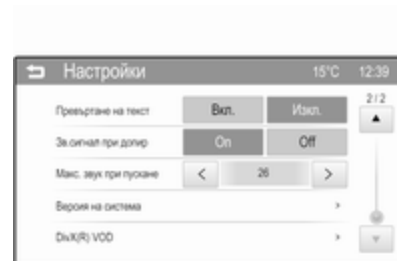 Настройки 15°C 12:39
2/2
Превъртане на текст Вкл. Изкл.
Зв.сигнал при допир On Off
Макс. звук при пускане < 26 >
Версия на система >
DivX(R) VOD >